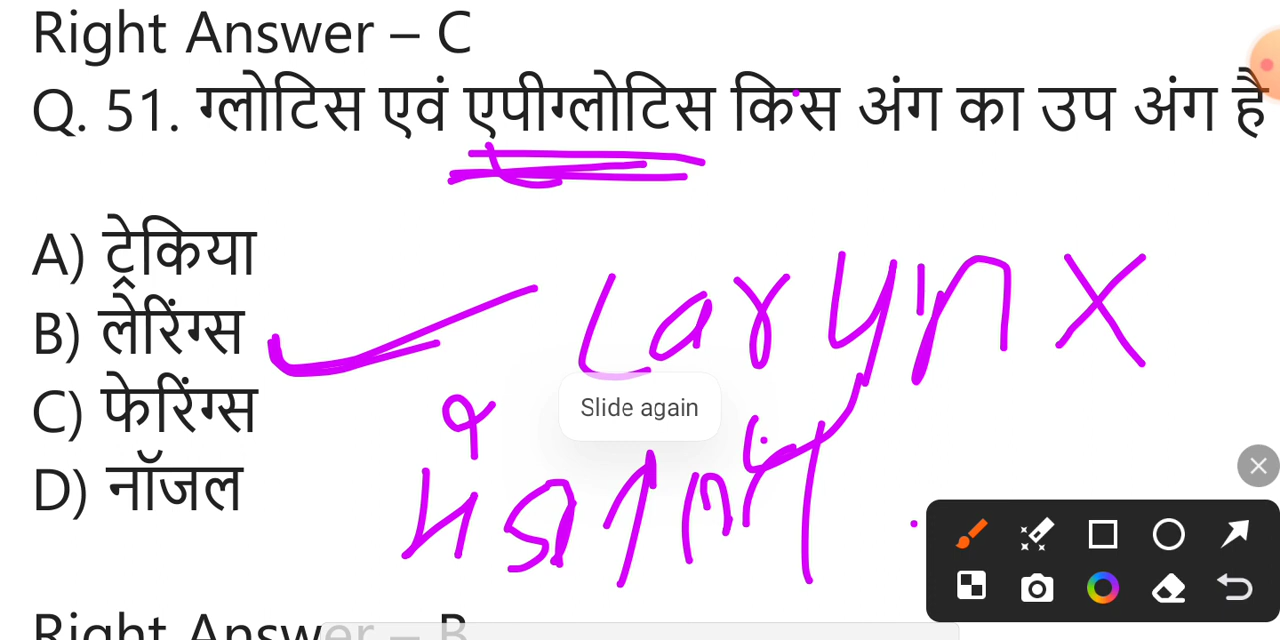 Right Answer – C
Q. 51. ग्लोटिस एवं एपीग्लोटिस किस अंग का उप अंग है
A) ट्रेकिया
B) लेरिंग्स
Larynx
C) फेरिंग्स
Slide again
D) नॉजल
Right Answer – B